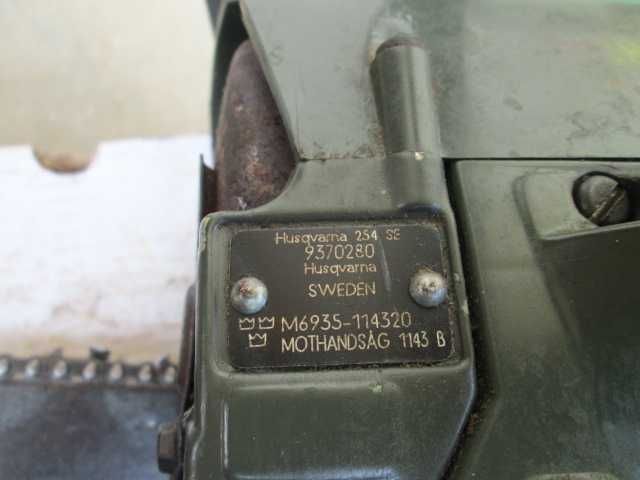 Husqvarna 254 SE
9370280
Husqvarna
SWEDEN
M6935-114320
MOTHANDSÅG 1143 B